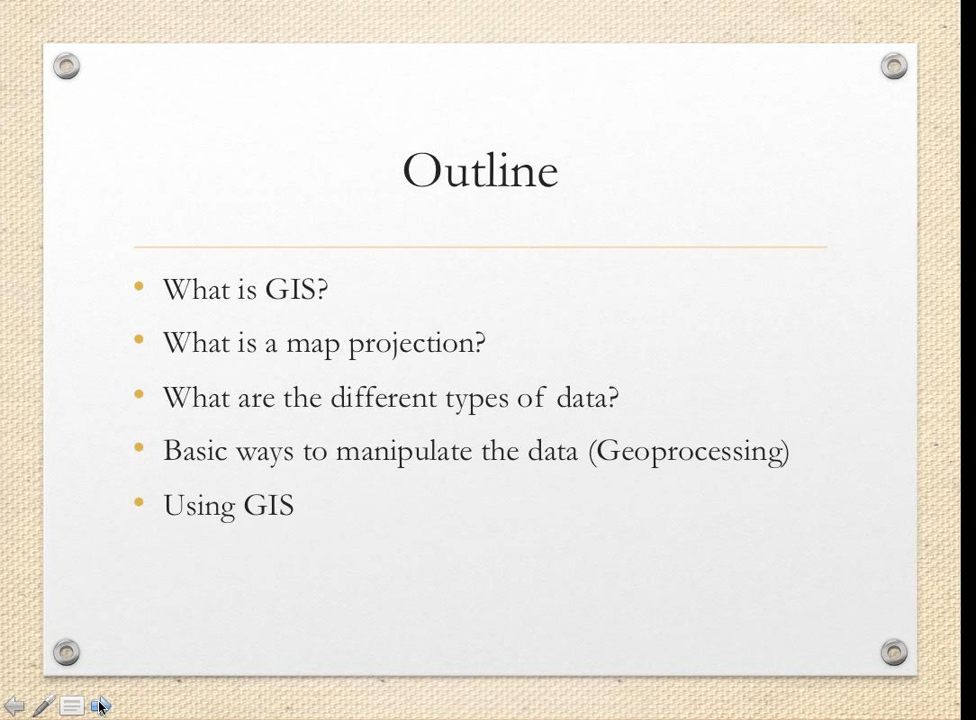 Outline
What is GIS?
What is a map projection?
What are the different types of data?
Basic ways to manipulate the data (Geoprocessing)
Using GIS